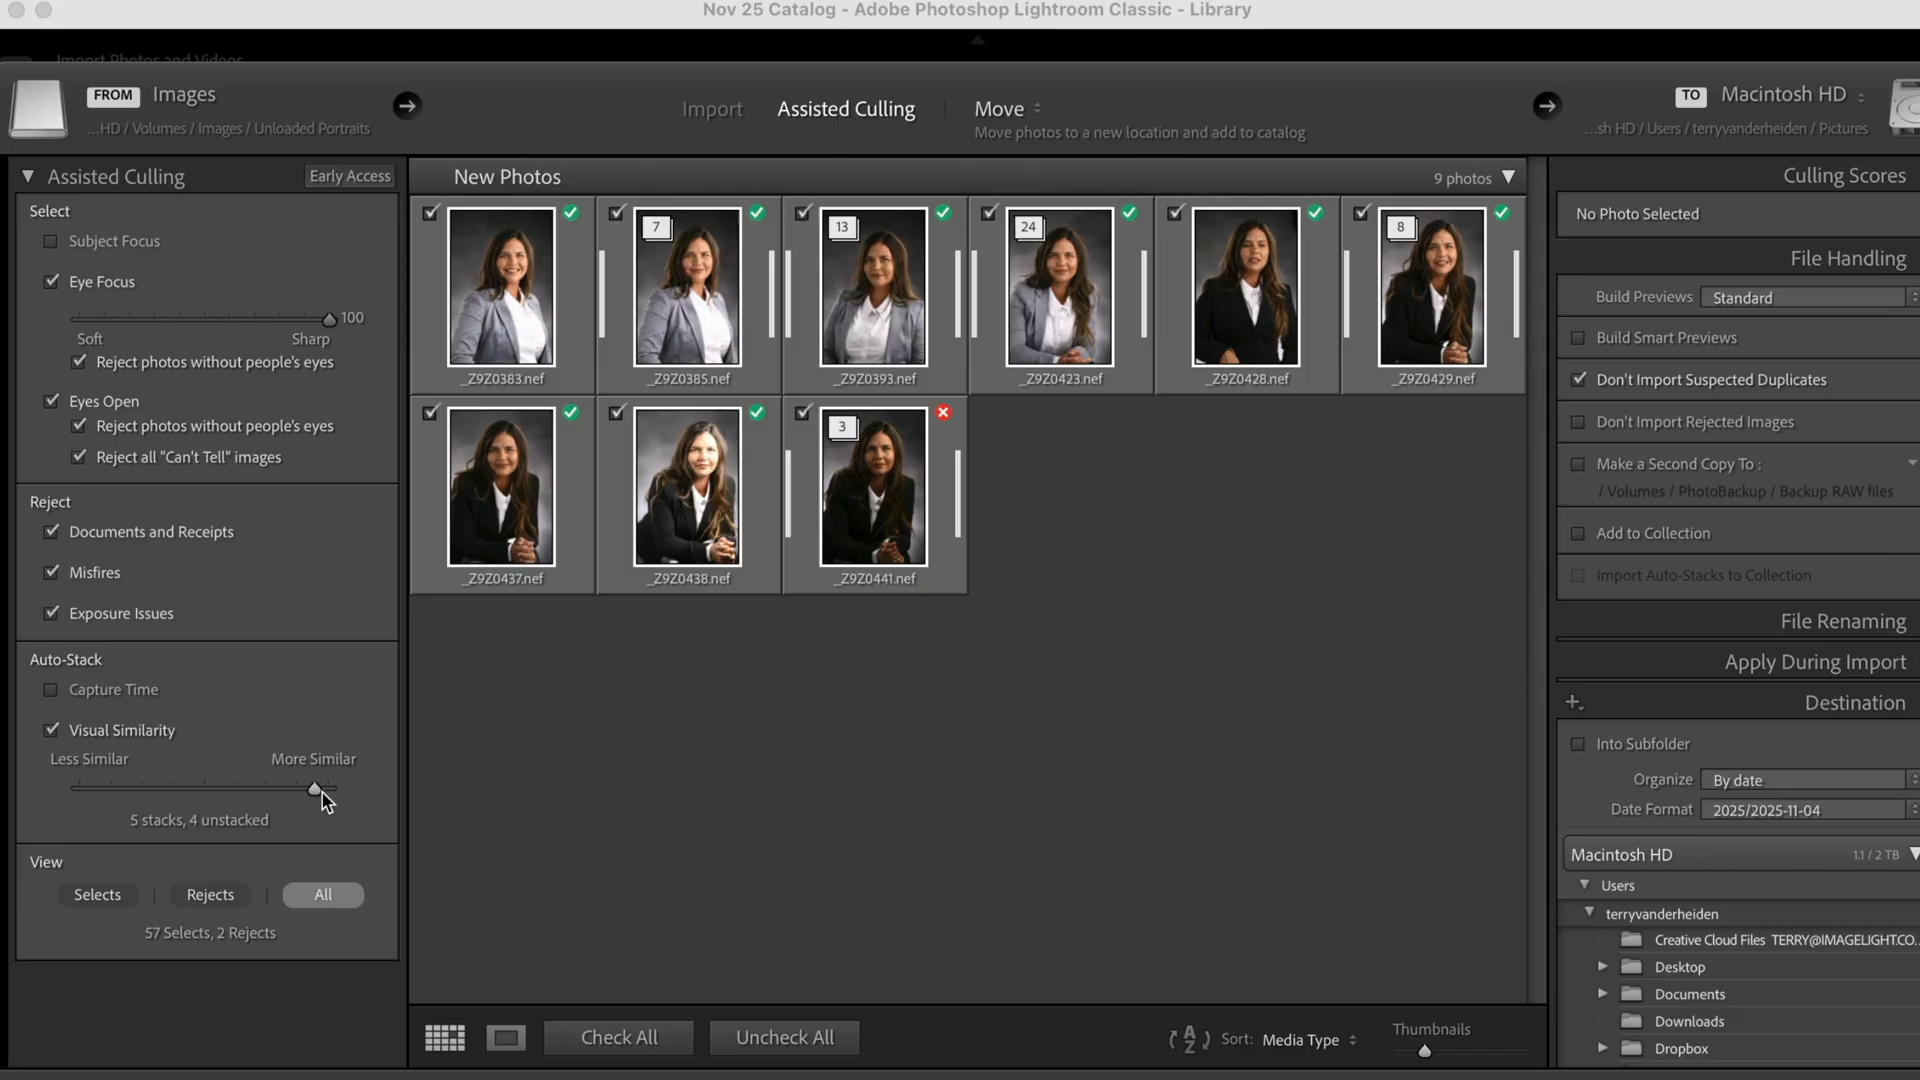 Nov 25 Catalog - Adobe Photoshop Lightroom Classic - Library
Import Photos and Videos
FROM Images
...HD / Volumes / Images / Unloaded Portraits
Import Assisted Culling Move
Move photos to a new location and add to catalog
TO Macintosh HD
...sh HD / Users / terryvanderheiden / Pictures
Assisted Culling Early Access
Select
Subject Focus
Eye Focus
100
Soft Sharp
Reject photos without people's eyes
Eyes Open
Reject photos without people's eyes
Reject all "Can't Tell" images
Reject
Documents and Receipts
Misfires
Exposure Issues
Auto-Stack
Capture Time
Visual Similarity
Less Similar More Similar
5 stacks, 4 unstacked
View
Selects Rejects All
57 Selects, 2 Rejects
New Photos 9 photos
7 13 24 8
_Z9Z0383.nef _Z9Z0385.nef _Z9Z0393.nef _Z9Z0423.nef _Z9Z0428.nef _Z9Z0429.nef
3
_Z9Z0437.nef _Z9Z0438.nef _Z9Z0441.nef
Check All Uncheck All
A
Z
Sort: Media Type
Thumbnails
Culling Scores
No Photo Selected
File Handling
Build Previews Standard
Build Smart Previews
Don't Import Suspected Duplicates
Don't Import Rejected Images
Make a Second Copy To :
/ Volumes / PhotoBackup / Backup RAW files
Add to Collection
Import Auto-Stacks to Collection
File Renaming
Apply During Import
Destination
Into Subfolder
Organize By date
Date Format 2025/2025-11-04
Macintosh HD 1.1 / 2 TB
Users
terryvanderheiden
Creative Cloud Files TERRY@IMAGELIGHT.CO...
Desktop
Documents
Downloads
Dropbox